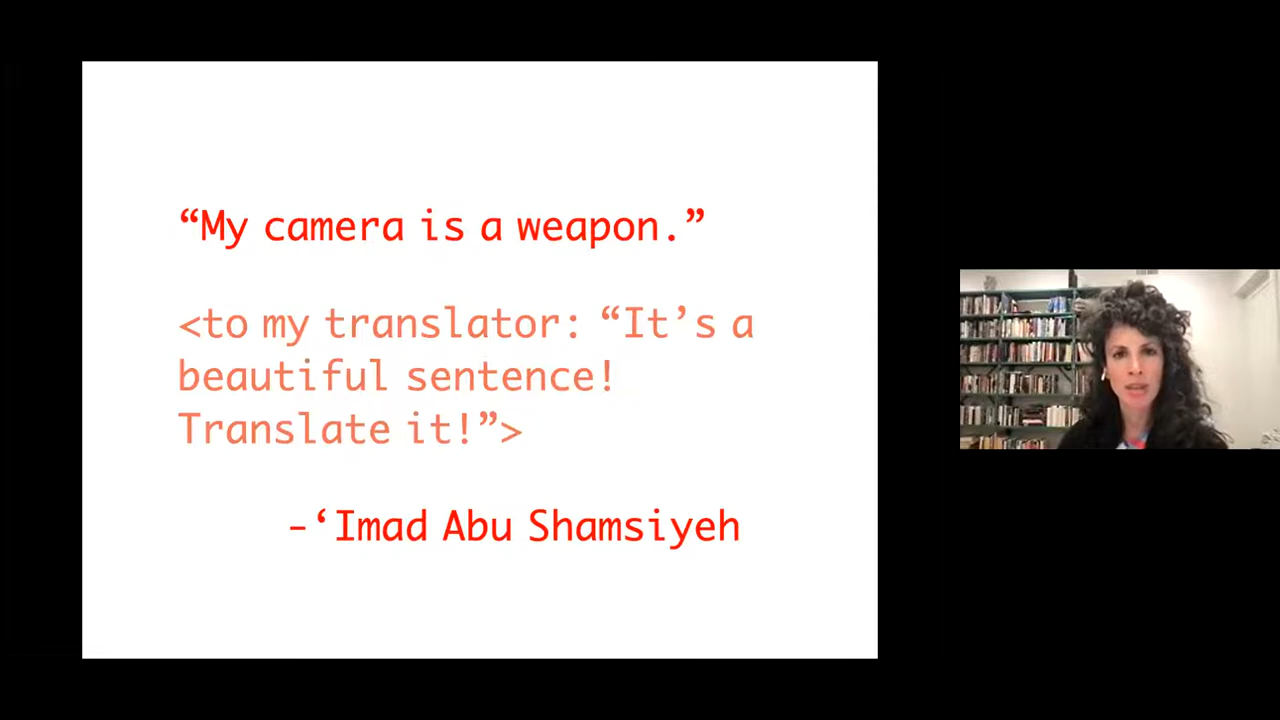 “My camera is a weapon.”
<to my translator: “It’s a
beautiful sentence!
Translate it!”>
-‘Imad Abu Shamsiyeh